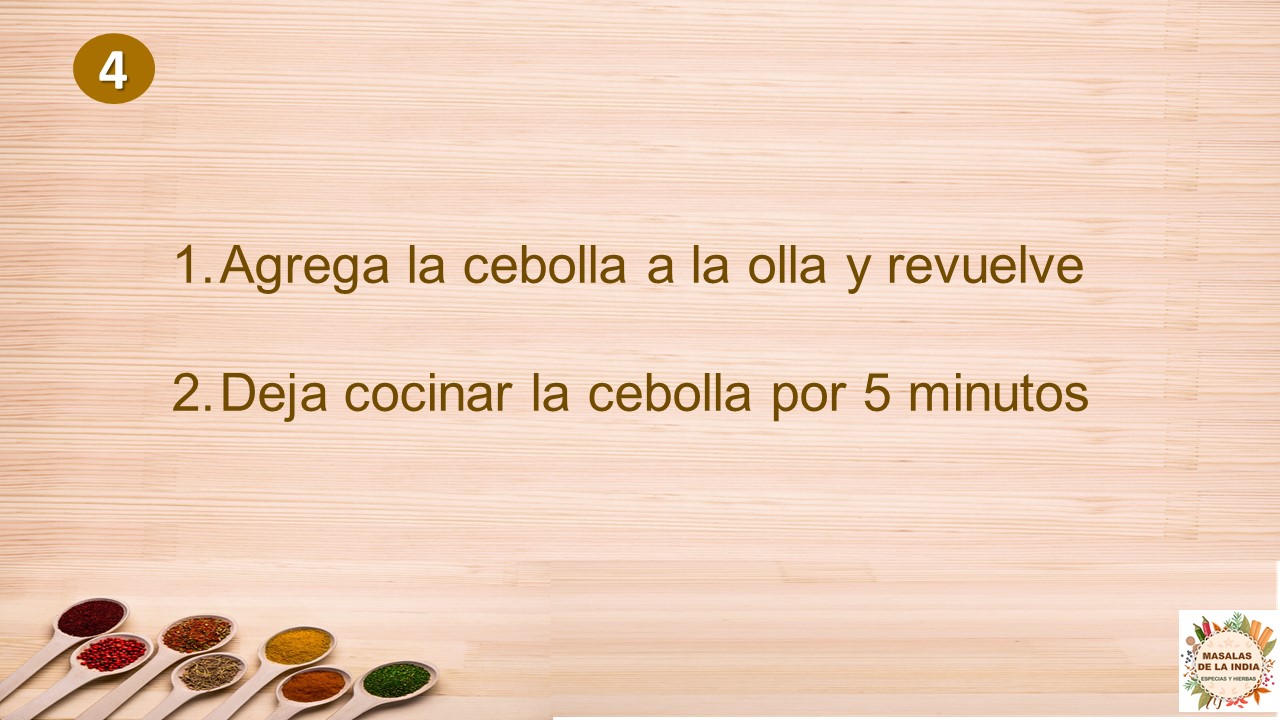 4
1. Agrega la cebolla a la olla y revuelve
2. Deja cocinar la cebolla por 5 minutos
MASALAS
DE LA INDIA
ESPECIAS Y HIERBAS